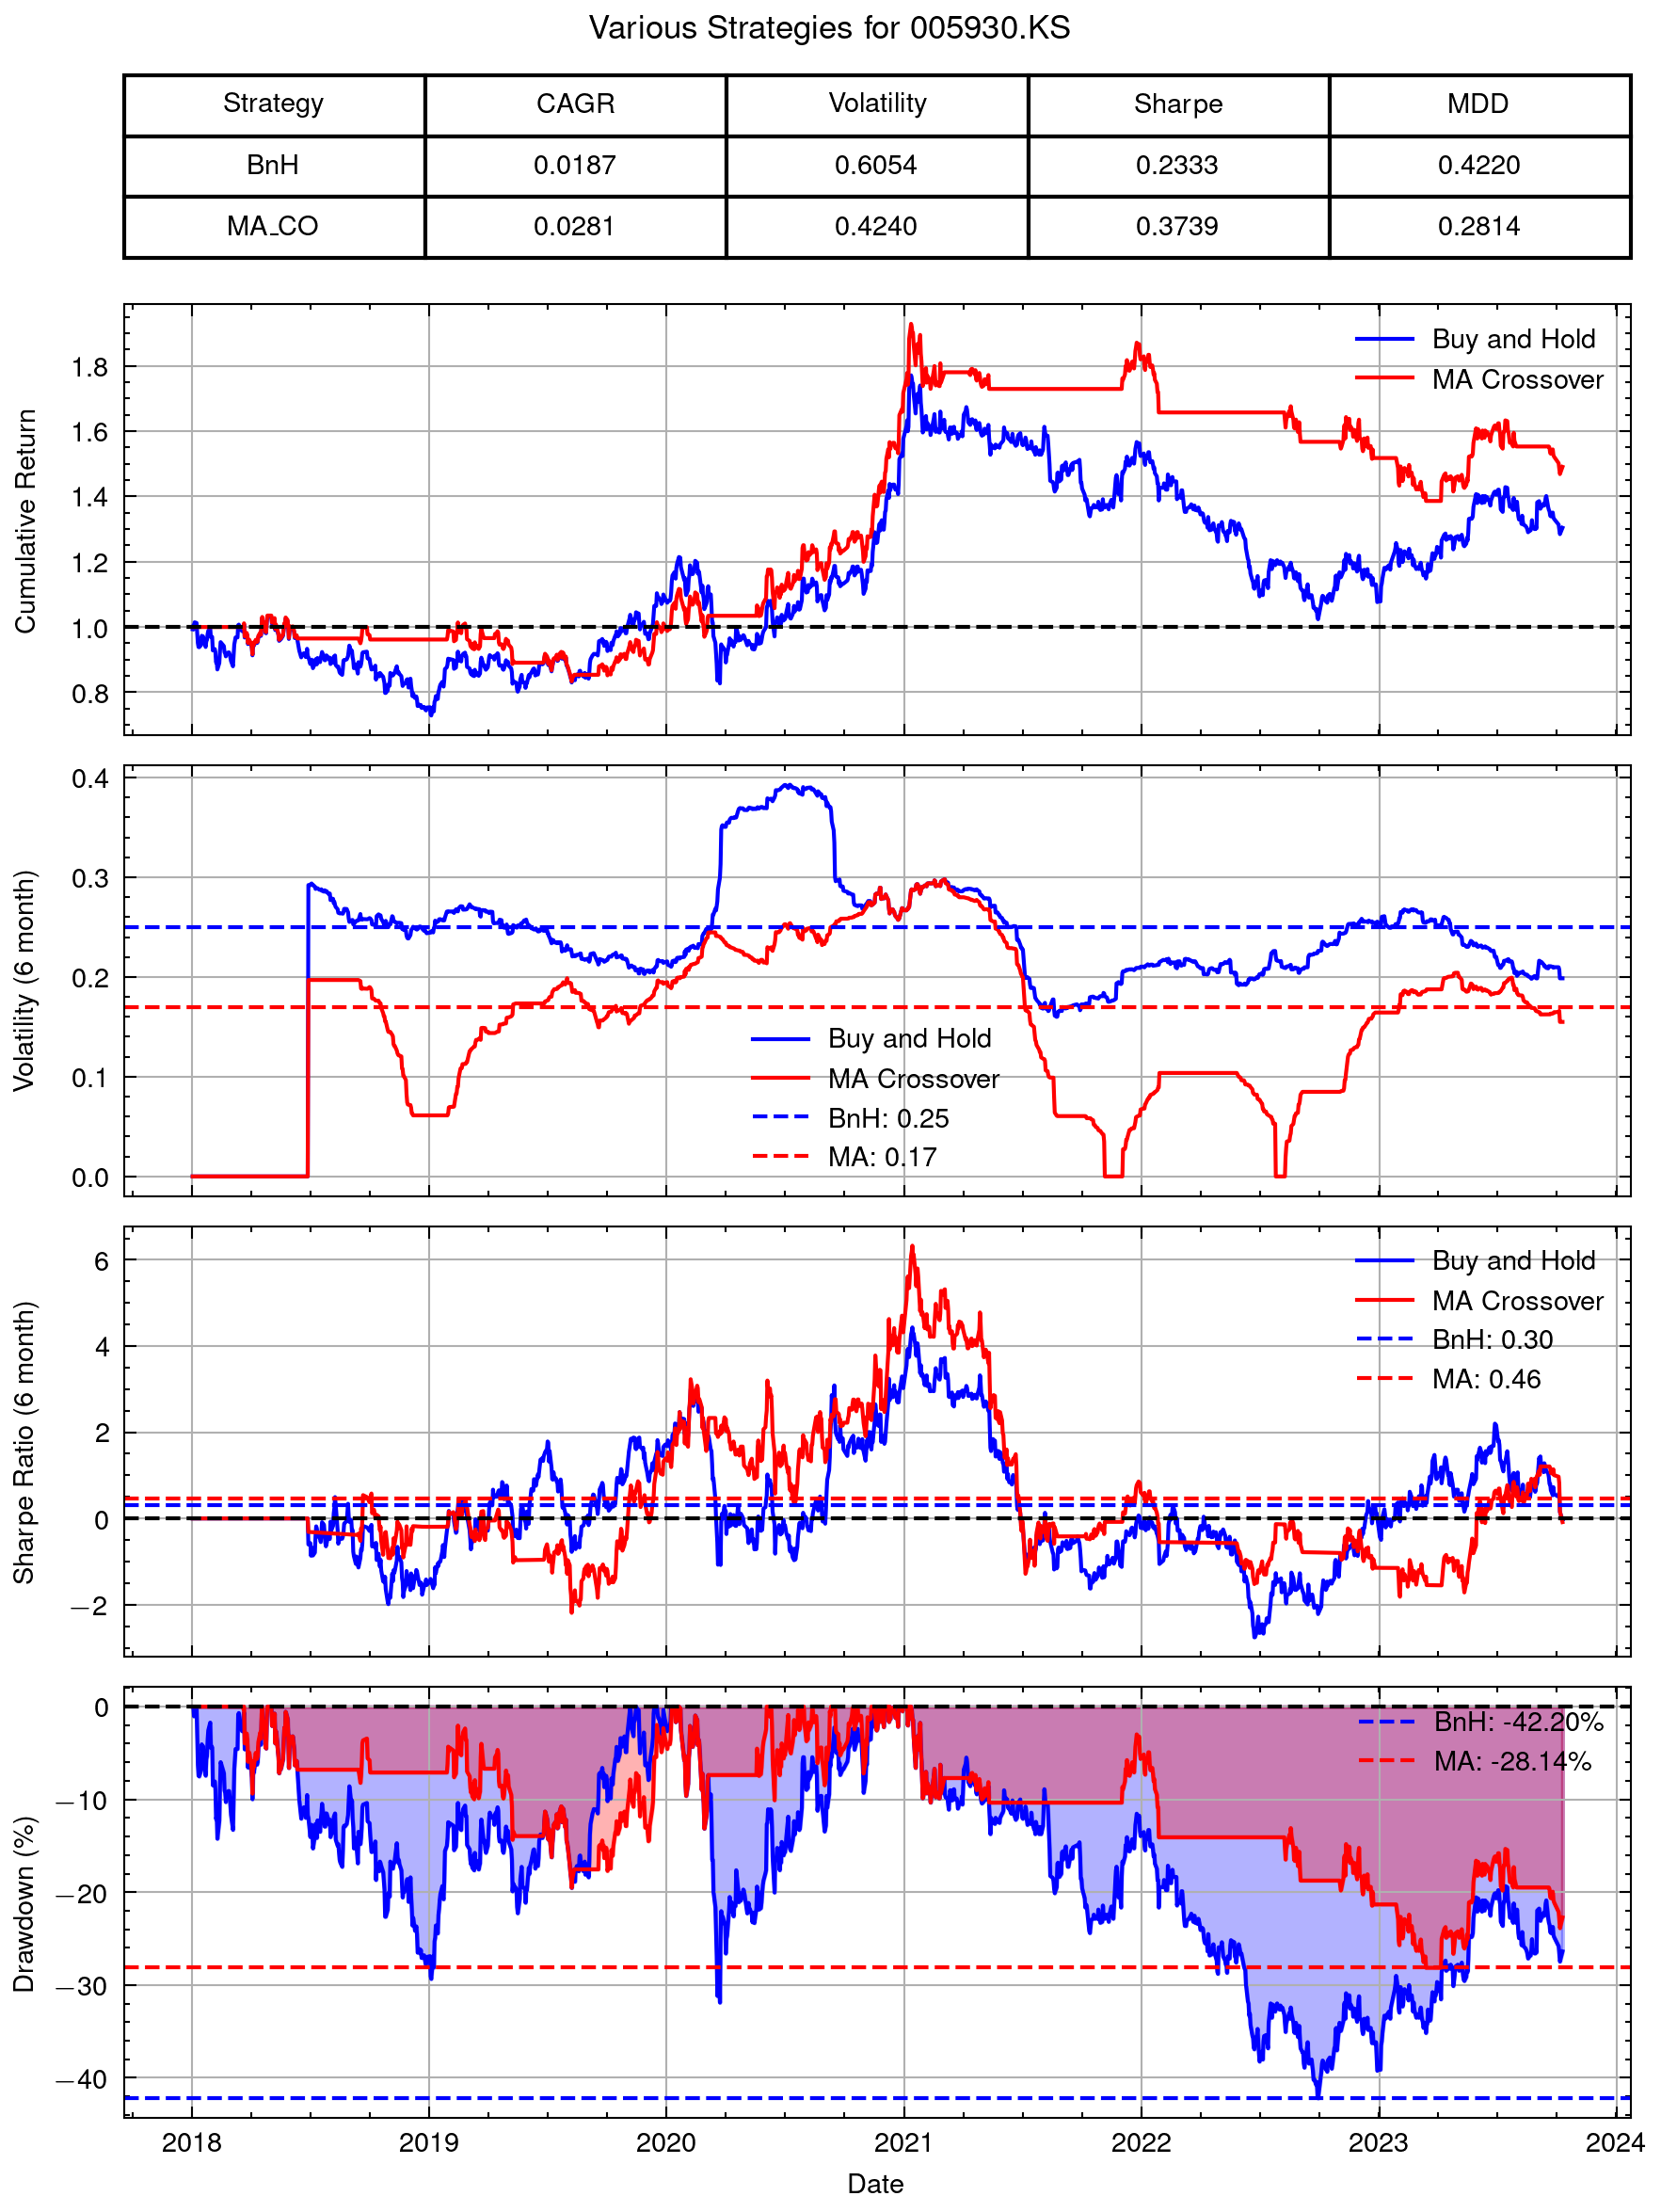 Various Strategies for 005930.KS
Strategy CAGR Volatility Sharpe MDD
BnH 0.0187 0.6054 0.2333 0.4220
MA_CO 0.0281 0.4240 0.3739 0.2814
Cumulative Return
1.8
1.6
1.4
1.2
1.0
0.8
Buy and Hold
MA Crossover
Volatility (6 month)
0.4
0.3
0.2
0.1
0.0
Buy and Hold
MA Crossover
BnH: 0.25
MA: 0.17
Sharpe Ratio (6 month)
6
4
2
0
−2
Buy and Hold
MA Crossover
BnH: 0.30
MA: 0.46
Drawdown (%)
0
−10
−20
−30
−40
BnH: -42.20%
MA: -28.14%
2018 2019 2020 2021 2022 2023 2024
Date